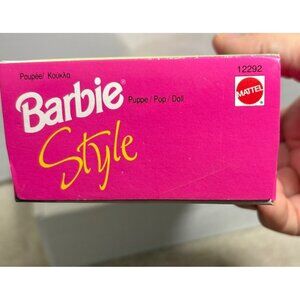 Poupée/ Κούκλα
12292
Barbie®
Puppe / Pop / Doll
MATTEL
Style